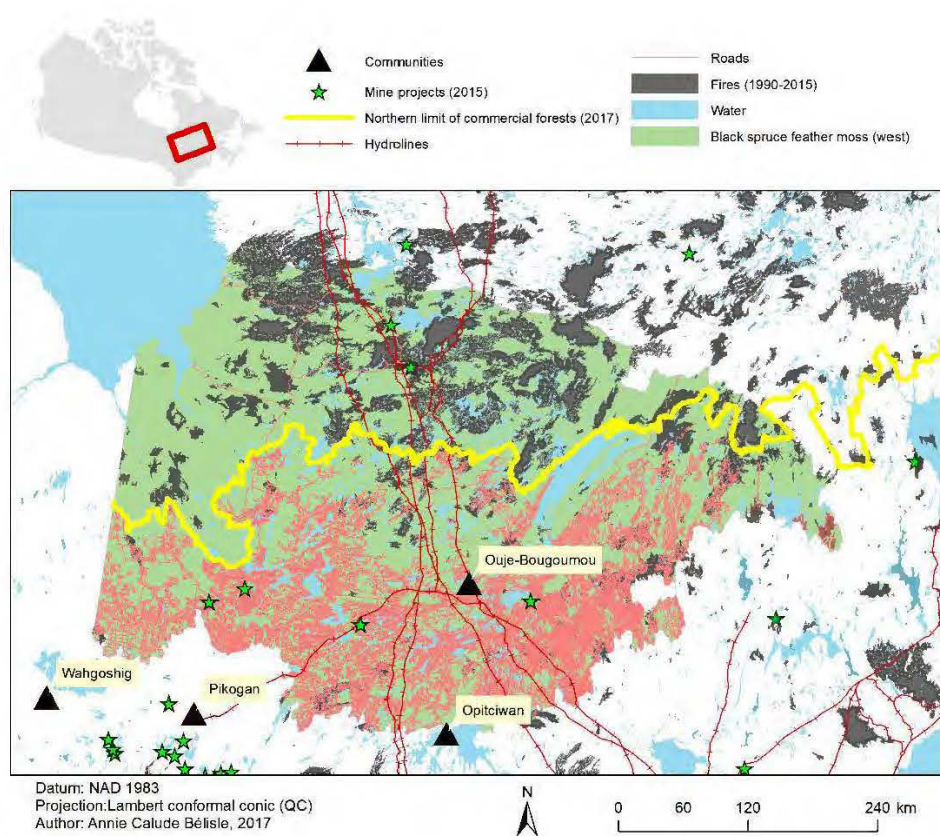 Communities
Mine projects (2015)
Northern limit of commercial forests (2017)
Hydrolines
Roads
Fires (1990-2015)
Water
Black spruce feather moss (west)
Ouje-Bougoumou
Wahgoshig
Pikogan
Opitciwan
Datum: NAD 1983
Projection:Lambert conformal conic (QC)
Author: Annie Calude Bélisle, 2017
N
0 60 120 240 km